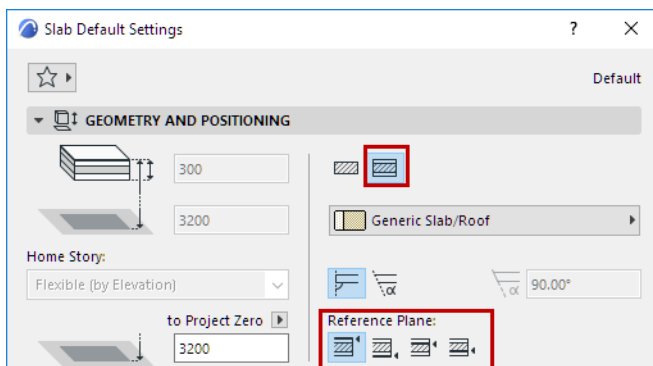 Slab Default Settings ? ×
Default
GEOMETRY AND POSITIONING
300
3200
Generic Slab/Roof
Home Story:
Flexible (by Elevation)
α
α 90.00°
to Project Zero
Reference Plane:
3200